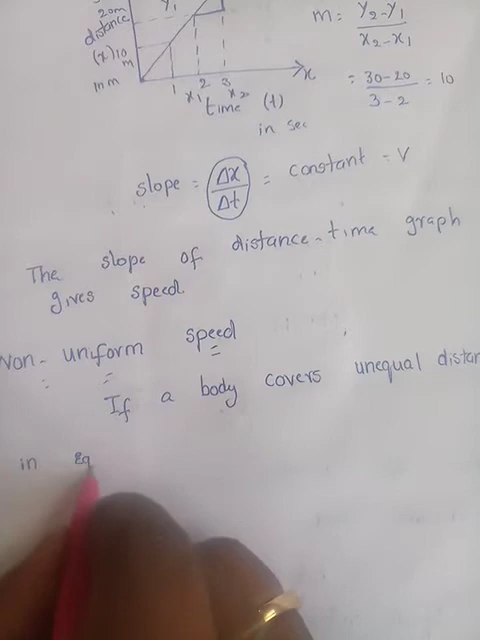 20m
y₁
distance
(x) 10
m
mm
1 2 3
x₁ x₂
x
time (t)
in sec
m = y₂-y₁ / x₂-x₁
= 30-20 / 3-2 = 10
slope = Δx / Δt = constant = v
The slope of distance-time graph
gives speed.
Non-uniform speed
If a body covers unequal distan
in Eq